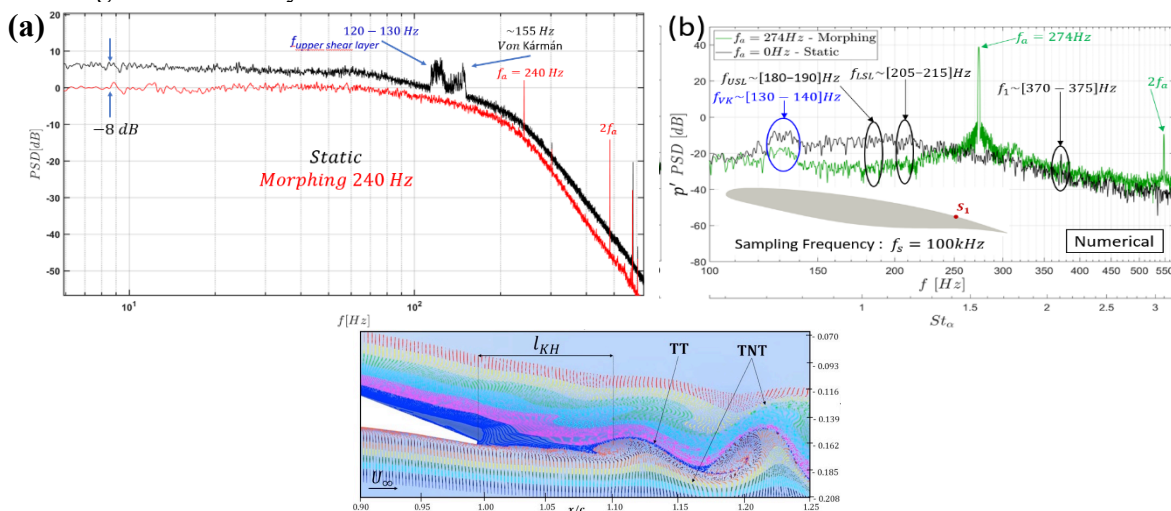 (a)
120 − 130 Hz
f_upper shear layer
~155 Hz
Von Kármán
f_a = 240 Hz
−8 dB
2f_a
Static
Morphing 240 Hz
PSD[dB]
10
0
-10
-20
-30
-40
-50
10^1
10^2
f[Hz]
(b)
f_a = 274Hz - Morphing
f_a = 0Hz - Static
f_a = 274Hz
f_USL~[180−190]Hz
f_LSL~[205−215]Hz
f_VK~[130 − 140]Hz
f_1~[370 − 375]Hz
2f_a
p′ PSD [dB]
40
20
0
-20
-40
-60
-80
S_1
Sampling Frequency : f_s = 100kHz
Numerical
100
150
200
250
300
350
400
450
500
550
f [Hz]
1
2
3
St_α
l_KH
TT
TNT
U_∞
0.90
0.95
1.00
1.05
1.10
1.15
1.20
1.25
0.070
-0.093
-0.116
-0.139
-0.162
-0.185
-0.208